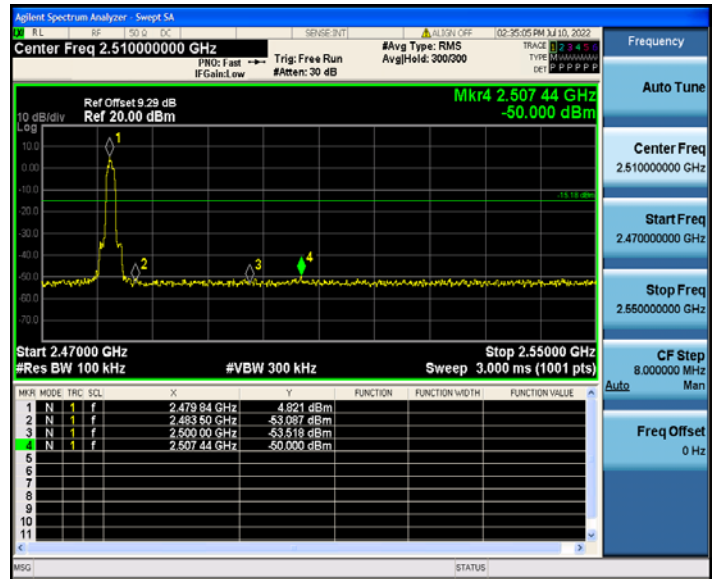 Agilent Spectrum Analyzer - Swept SA
RL RF 50 Ω DC SENSE:INT ALIGN OFF 02:35:05 PM Jul 10, 2022
Center Freq 2.510000000 GHz #Avg Type: RMS TRACE 1 2 3 4 5 6
PNO: Fast Trig: Free Run Avg|Hold: 300/300 TYPE MWWWWW
IFGain:Low #Atten: 30 dB DET P P P P P P
Mkr4 2.507 44 GHz
-50.000 dBm
Ref Offset 9.29 dB
10 dB/div Ref 20.00 dBm
Log
10.0
0.00
-10.0
-20.0
-30.0
-40.0
-50.0
-60.0
-70.0
1
2
3
4
-15.18 dBm
Start 2.47000 GHz Stop 2.55000 GHz
#Res BW 100 kHz #VBW 300 kHz Sweep 3.000 ms (1001 pts)
MKR MODE TRC SCL X Y FUNCTION FUNCTION WIDTH FUNCTION VALUE
1 N 1 f 2.479 84 GHz 4.821 dBm
2 N 1 f 2.483 50 GHz -53.087 dBm
3 N 1 f 2.500 00 GHz -53.518 dBm
4 N 1 f 2.507 44 GHz -50.000 dBm
5
6
7
8
9
10
11
MSG STATUS
Frequency
Auto Tune
Center Freq
2.510000000 GHz
Start Freq
2.470000000 GHz
Stop Freq
2.550000000 GHz
CF Step
8.000000 MHz
Auto Man
Freq Offset
0 Hz